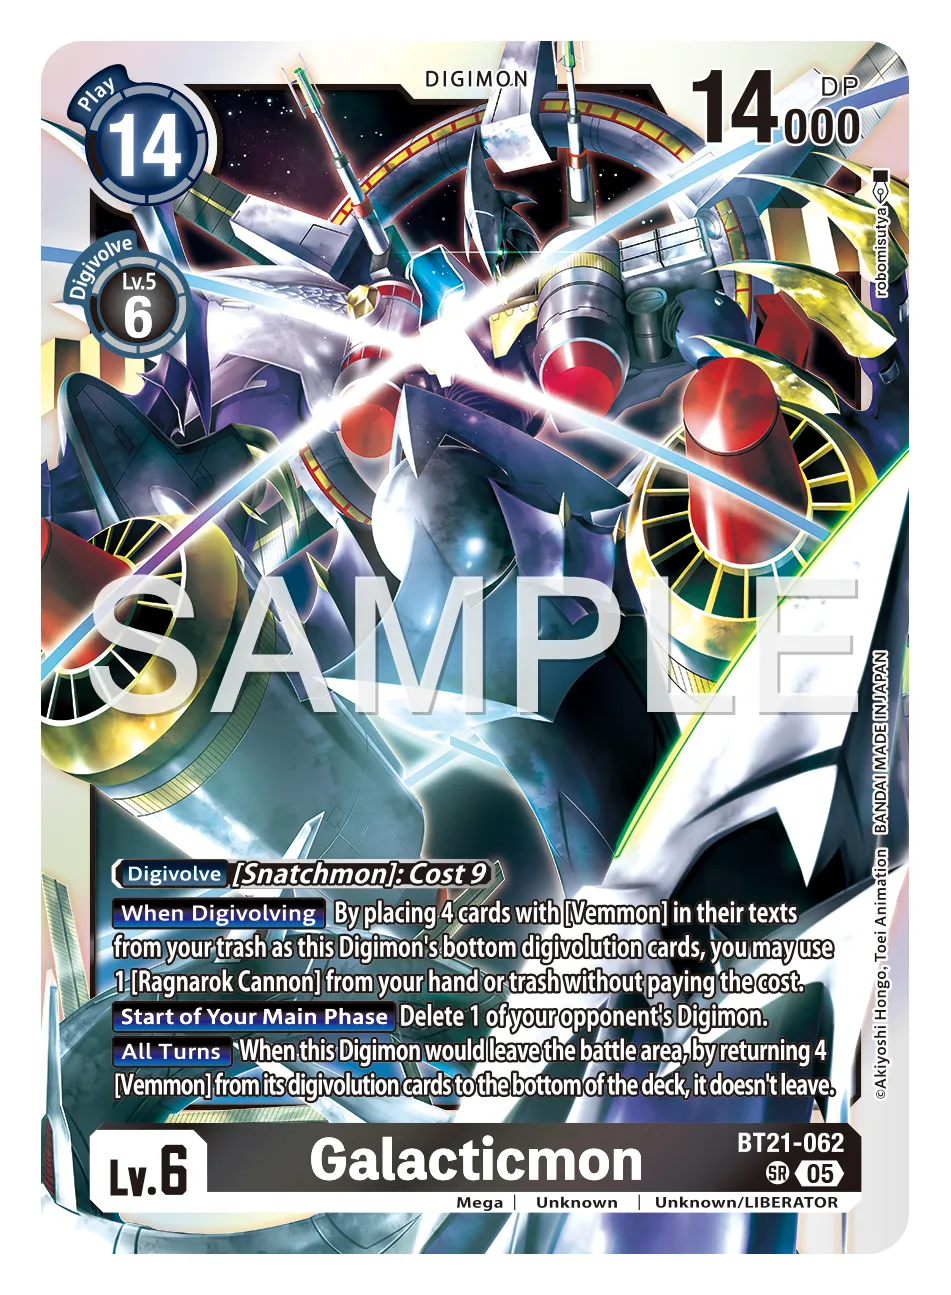 DIGIMON
Play
14
14000
DP
Digivolve
Lv.5
6
robomisutya
SAMPLE
©Akiyoshi Hongo, Toei Animation BANDAI MADE IN JAPAN
Digivolve [Snatchmon]: Cost 9
When Digivolving By placing 4 cards with [Vemmon] in their texts
from your trash as this Digimon's bottom digivolution cards, you may use
1 [Ragnarok Cannon] from your hand or trash without paying the cost.
Start of Your Main Phase Delete 1 of your opponent's Digimon.
All Turns When this Digimon would leave the battle area, by returning 4
[Vemmon] from its digivolution cards to the bottom of the deck, it doesn't leave.
Lv.6
Galacticmon
BT21-062
SR 05
Mega | Unknown | Unknown/LIBERATOR